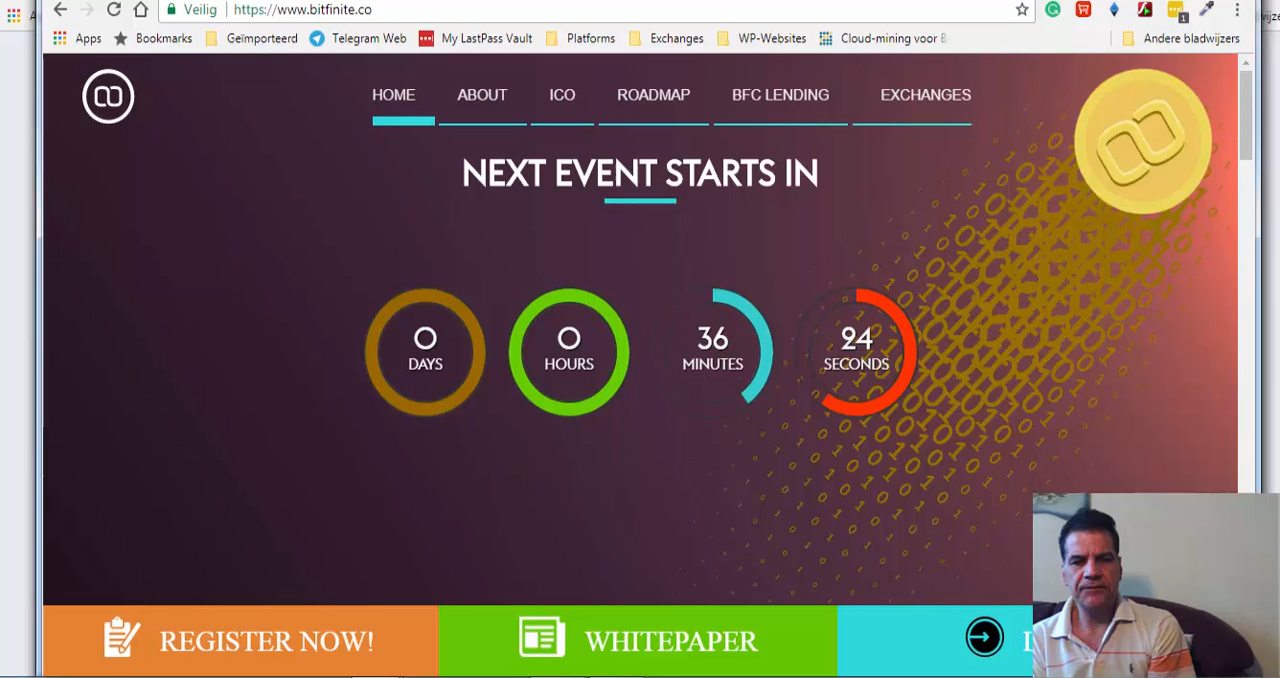 Veilig https://www.bitfinite.co
1
Apps Bookmarks Geïmporteerd Telegram Web My LastPass Vault Platforms Exchanges WP-Websites Cloud-mining voor Andere bladwijzers
HOME ABOUT ICO ROADMAP BFC LENDING EXCHANGES
NEXT EVENT STARTS IN
0 0 36 24
DAYS HOURS MINUTES SECONDS
REGISTER NOW! WHITEPAPER